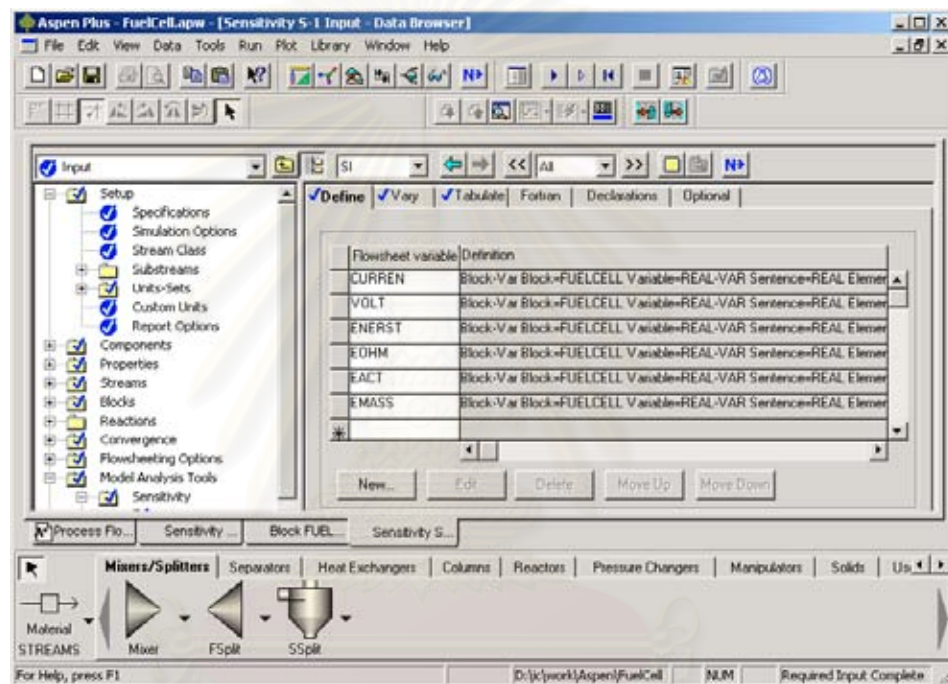 Aspen Plus - FuelCell.apw - [Sensitivity S-1 Input - Data Browser]
File Edit View Data Tools Run Plot Library Window Help
Input SI All N
Define Vary Tabulate Fortran Declarations Optional
Setup
Specifications
Simulation Options
Stream Class
Substreams
Units-Sets
Custom Units
Report Options
Components
Properties
Streams
Blocks
Reactions
Convergence
Flowsheeting Options
Model Analysis Tools
Sensitivity
Flowsheet variable Definition
CURREN Block-Var Block=FUELCELL Variable=REAL-VAR Sentence=REAL Elemer
VOLT Block-Var Block=FUELCELL Variable=REAL-VAR Sentence=REAL Elemer
ENERST Block-Var Block=FUELCELL Variable=REAL-VAR Sentence=REAL Elemer
EOHM Block-Var Block=FUELCELL Variable=REAL-VAR Sentence=REAL Elemer
EACT Block-Var Block=FUELCELL Variable=REAL-VAR Sentence=REAL Elemer
EMASS Block-Var Block=FUELCELL Variable=REAL-VAR Sentence=REAL Elemer
New... Edit Delete Move Up Move Down
Process Flo... Sensitivity ... Block FUEL... Sensitivity S...
Mixers/Splitters Separators Heat Exchangers Columns Reactors Pressure Changers Manipulators Solids Us
Material
STREAMS Mixer FSplit SSplit
For Help, press F1 D:\jc\work\Aspen\FuelCell NUM Required Input Complete